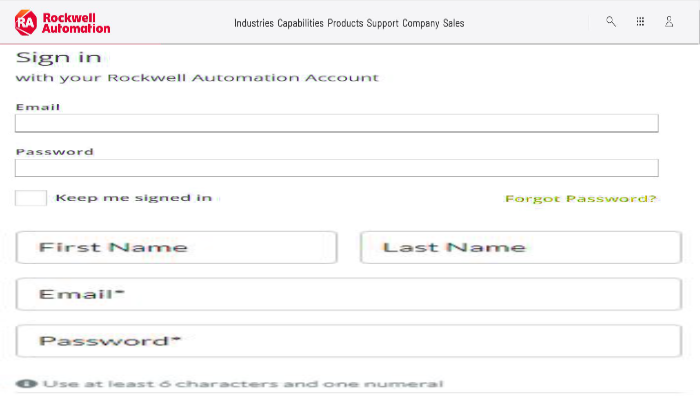 RA Rockwell Automation
Industries Capabilities Products Support Company Sales
Sign in
with your Rockwell Automation Account
Email
Password
Keep me signed in
Forgot Password?
First Name
Last Name
Email*
Password*
Use at least 6 characters and one numeral